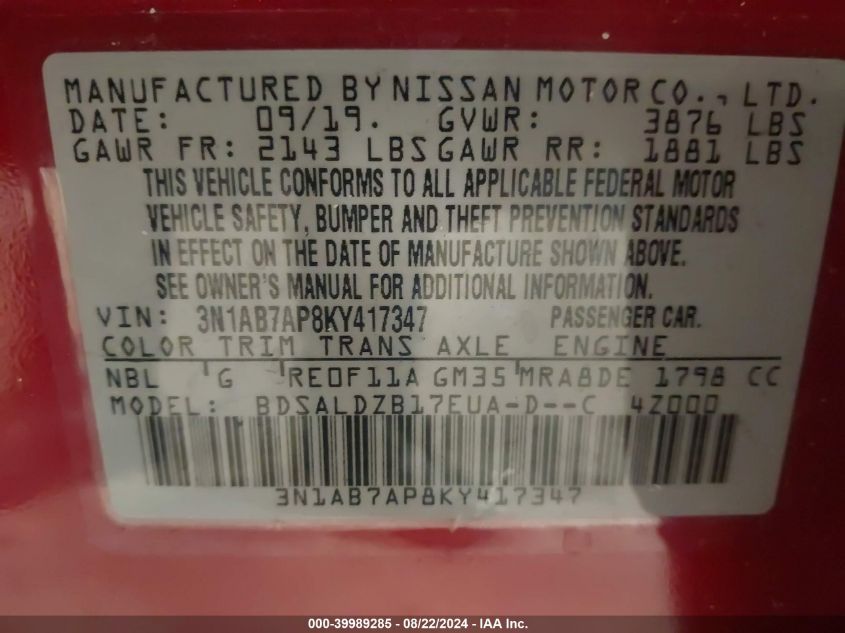 MANUFACTURED BY NISSAN MOTOR CO., LTD.
DATE: 09/19. GVWR: 3876 LBS
GAWR FR: 2143 LBS GAWR RR: 1881 LBS
THIS VEHICLE CONFORMS TO ALL APPLICABLE FEDERAL MOTOR
VEHICLE SAFETY, BUMPER AND THEFT PREVENTION STANDARDS
IN EFFECT ON THE DATE OF MANUFACTURE SHOWN ABOVE.
SEE OWNER'S MANUAL FOR ADDITIONAL INFORMATION.
VIN: 3N1AB7AP8KY417347 PASSENGER CAR.
COLOR TRIM TRANS AXLE ENGINE
NBL G RE0F11A GM35 MRA8DE 1798 CC
MODEL: BDSALDZB17EUA-D--C 4Z000
3N1AB7AP8KY417347
000-39989285 - 08/22/2024 - IAA Inc.